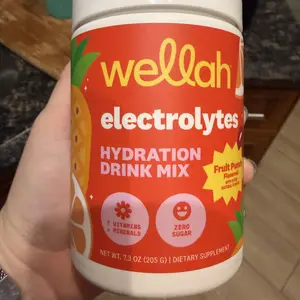 wellah
electrolytes
HYDRATION
DRINK MIX
Fruit
Flavored
7 VITAMINS
+ MINERALS
ZERO
SUGAR
NET WT. 7.3 OZ (205 G) | DIETARY SUPPLEMENT